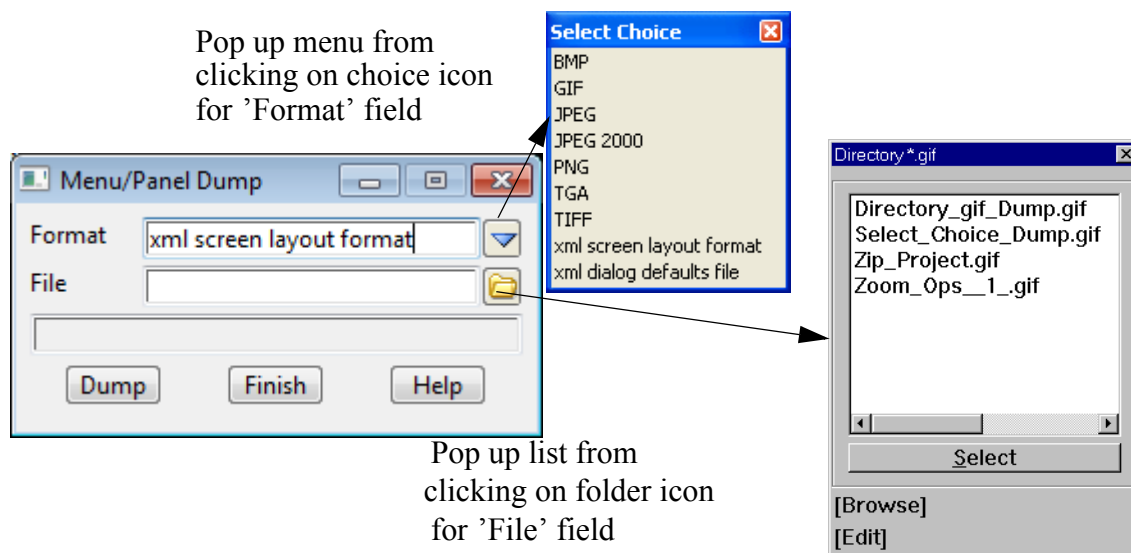 Pop up menu from
clicking on choice icon
for ’Format’ field
Select Choice
BMP
GIF
JPEG
JPEG 2000
PNG
TGA
TIFF
xml screen layout format
xml dialog defaults file
Menu/Panel Dump
Format
xml screen layout format
File
Dump
Finish
Help
Directory *.gif
Directory_gif_Dump.gif
Select_Choice_Dump.gif
Zip_Project.gif
Zoom_Ops__1_.gif
Select
[Browse]
[Edit]
Pop up list from
clicking on folder icon
for ’File’ field